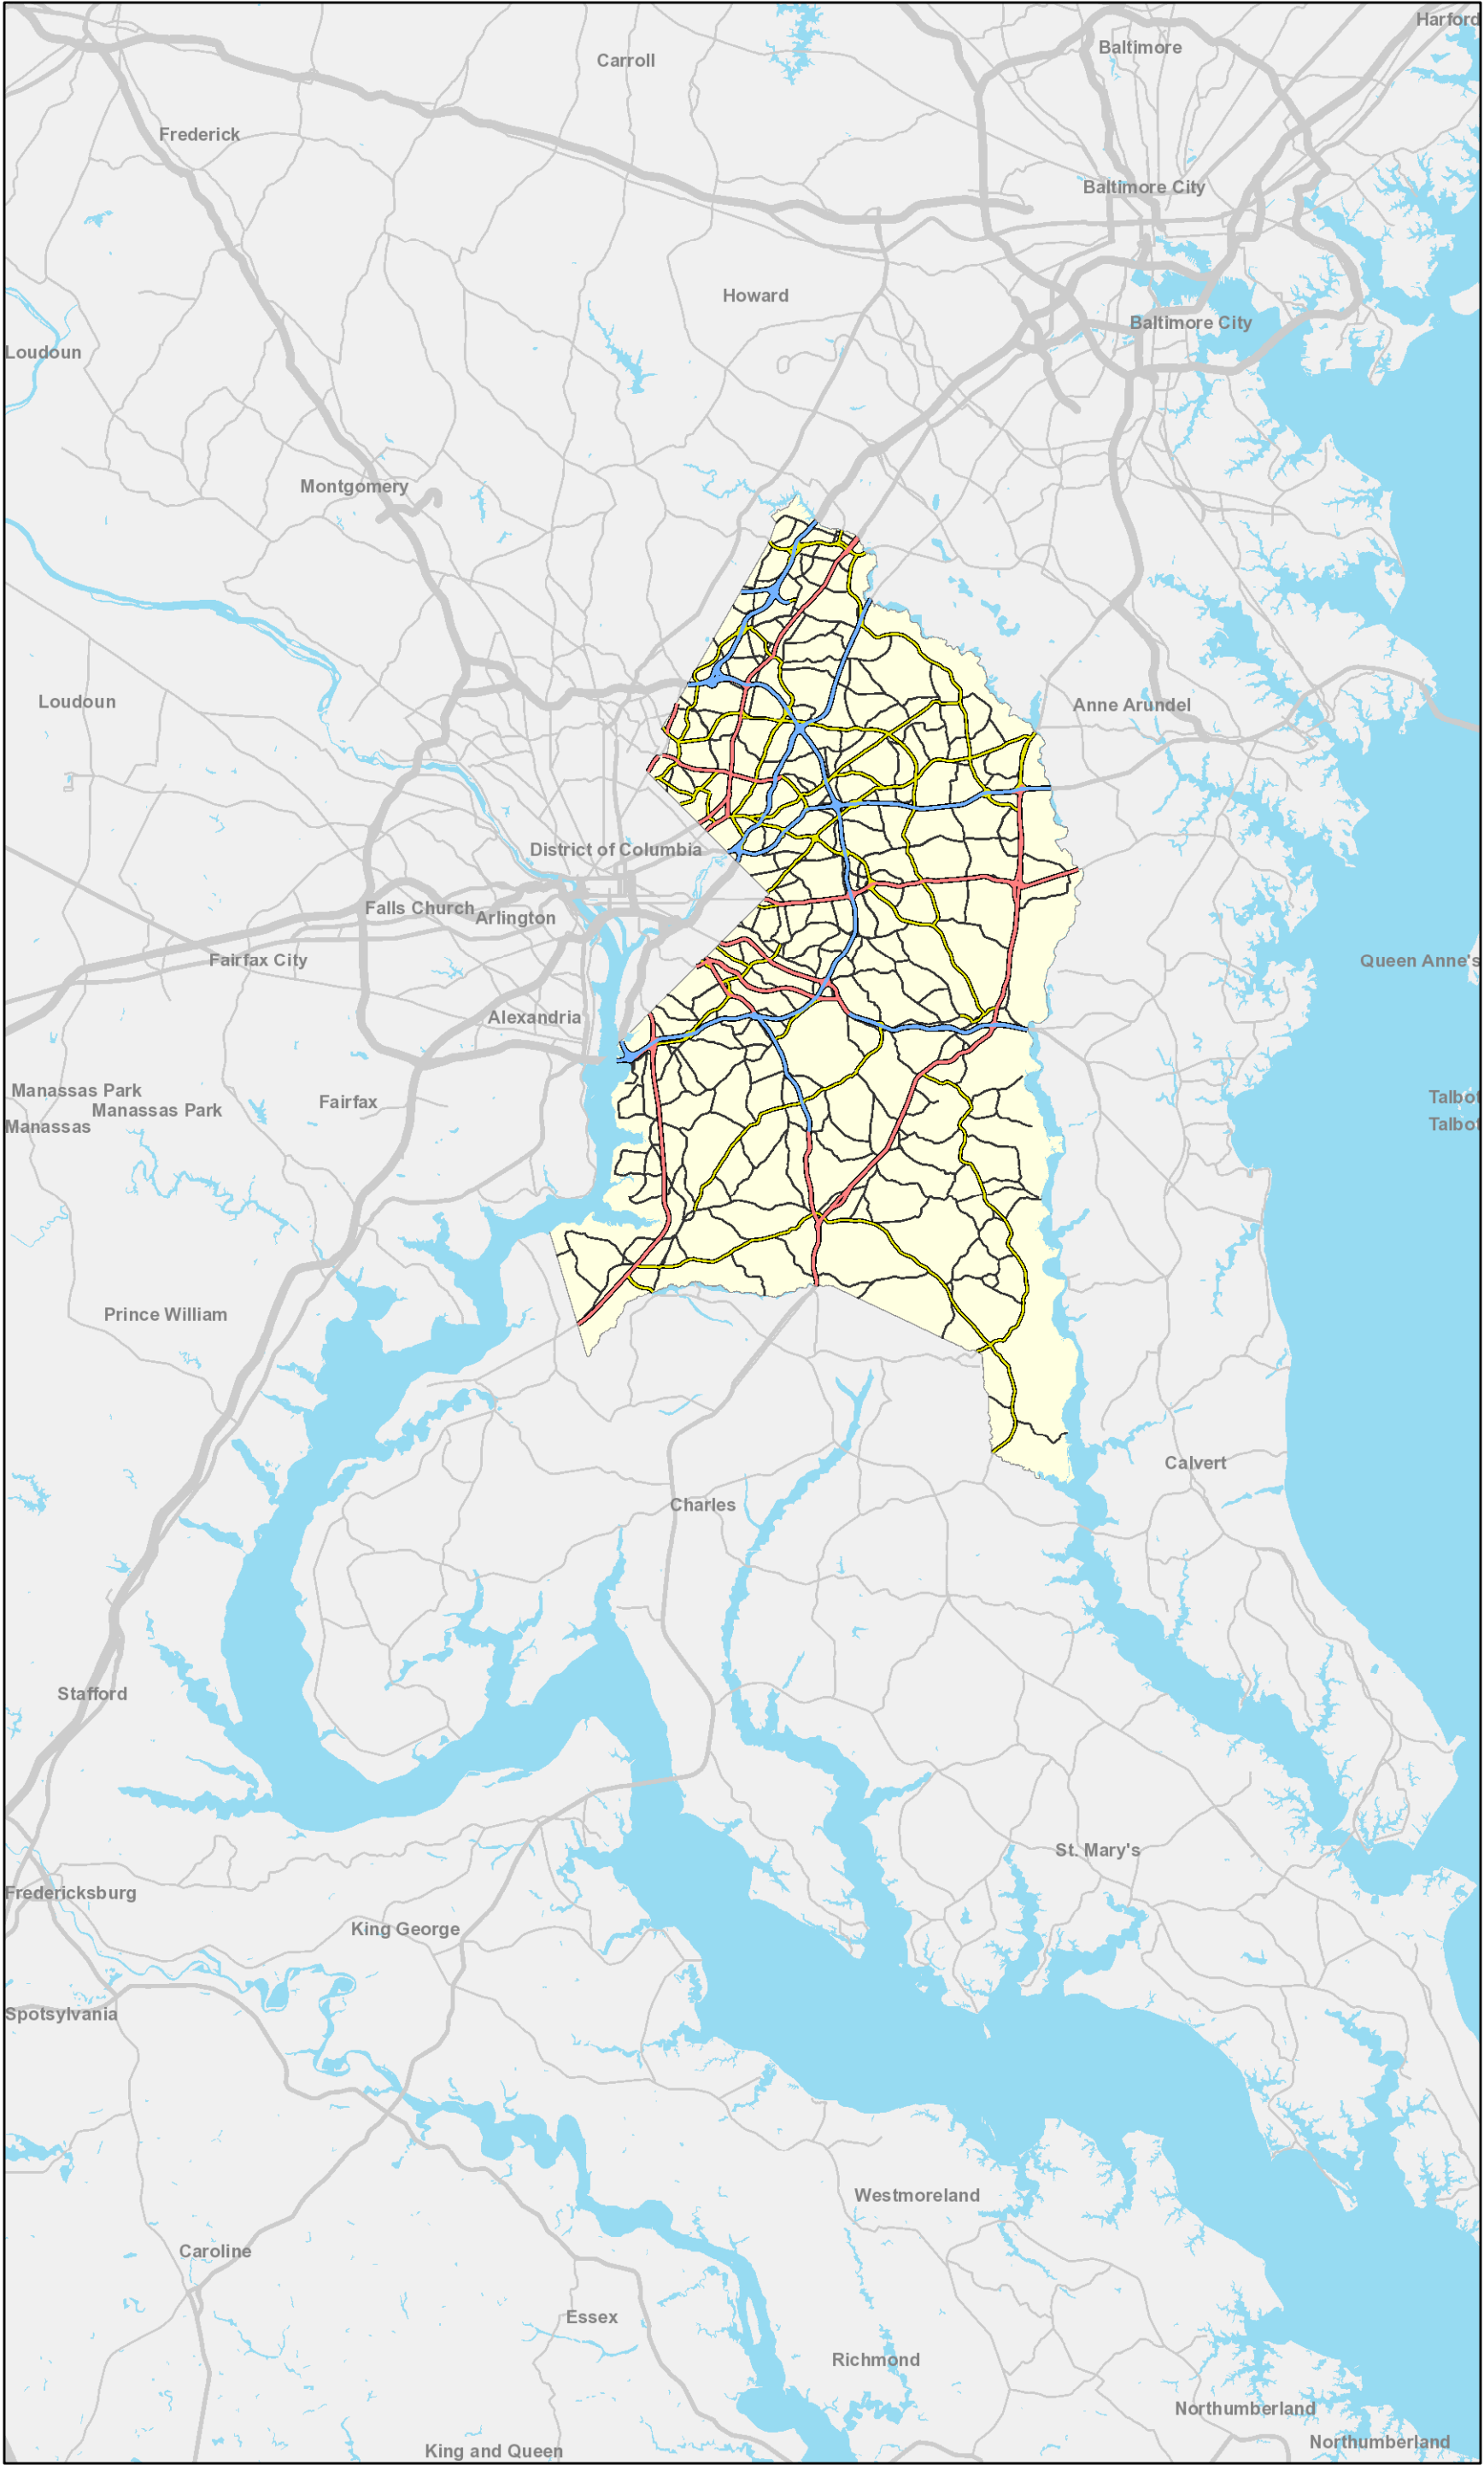 Harford
Baltimore
Carroll
Frederick
Baltimore City
Howard
Baltimore City
Loudoun
Montgomery
Loudoun
Anne Arundel
District of Columbia
Falls Church
Arlington
Fairfax City
Queen Anne's
Alexandria
Manassas Park
Talbot
Fairfax
Manassas Park
Manassas
Talbot
Prince William
Calvert
Charles
Stafford
St. Mary's
Fredericksburg
King George
Spotsylvania
Westmoreland
Caroline
Essex
Richmond
Northumberland
Northumberland
King and Queen